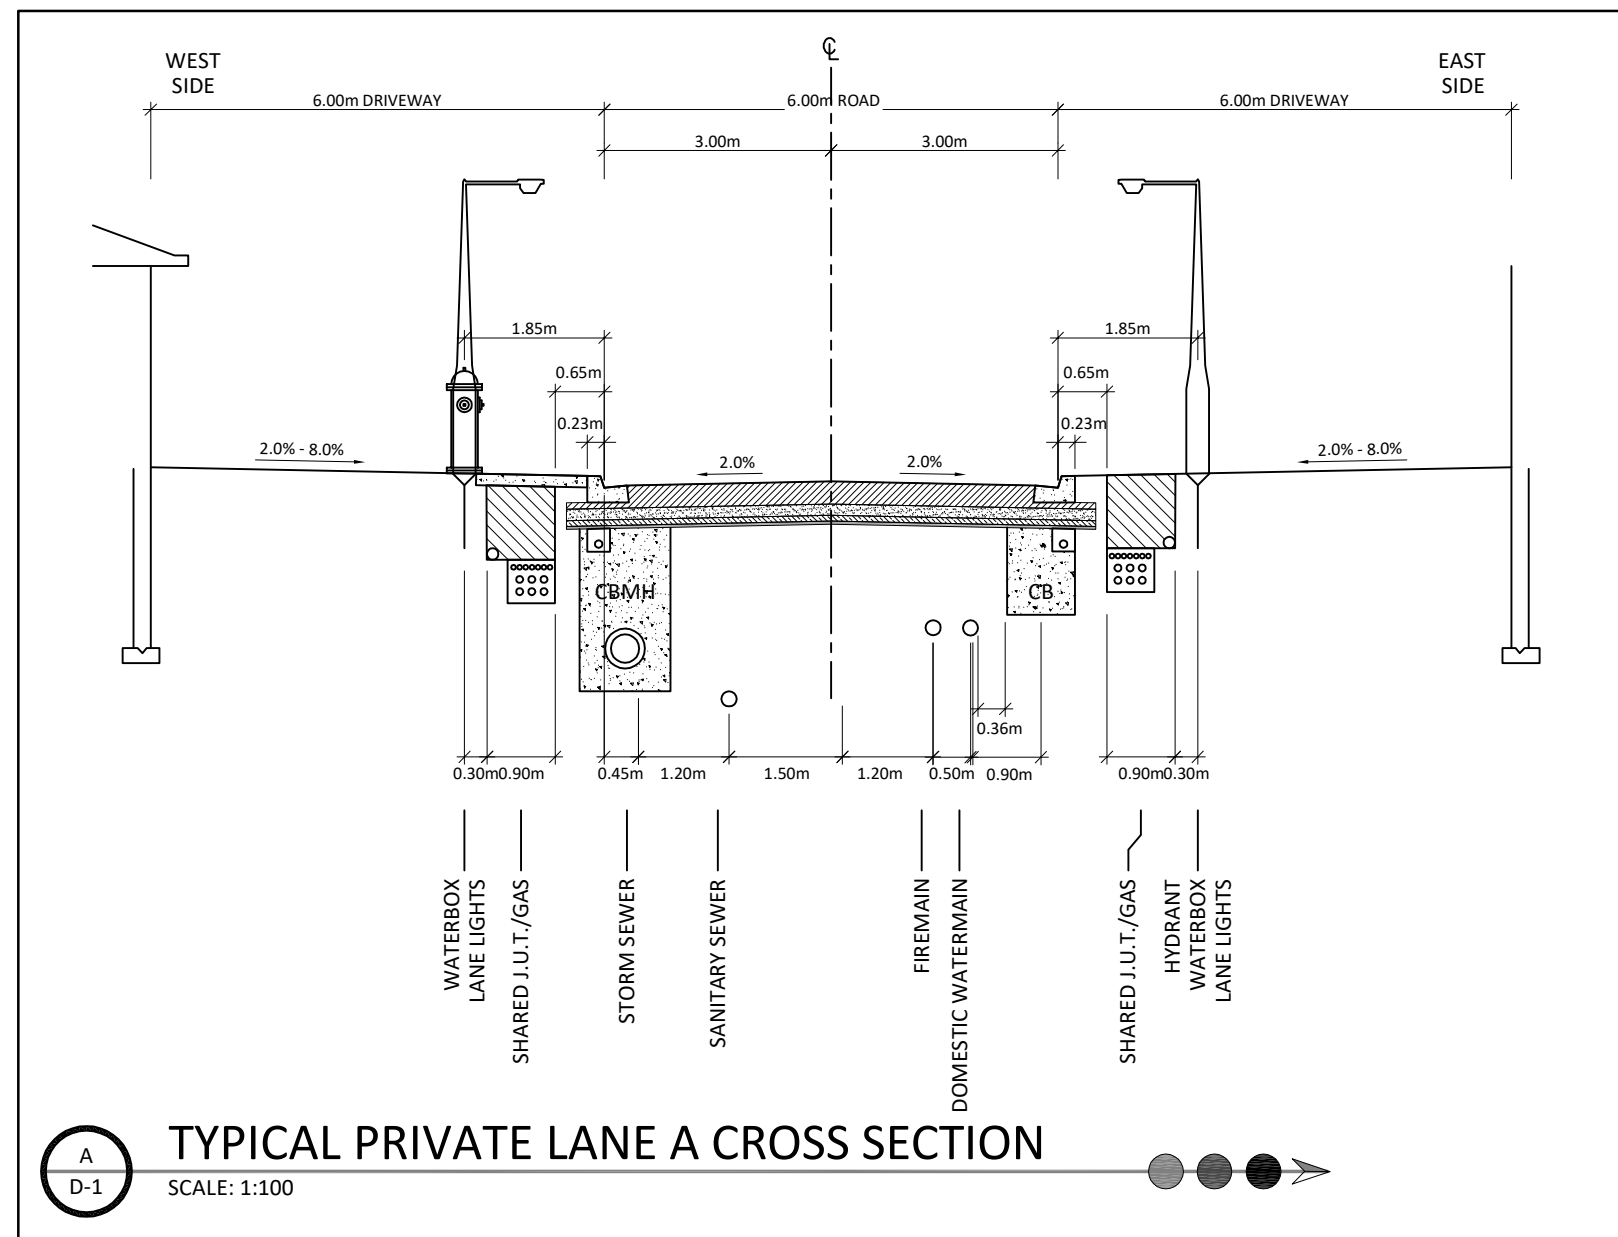 WEST
SIDE
℄
EAST
SIDE
6.00m DRIVEWAY
6.00m ROAD
6.00m DRIVEWAY
3.00m
3.00m
1.85m
1.85m
0.65m
0.65m
0.23m
0.23m
2.0% - 8.0%
2.0%
2.0%
2.0% - 8.0%
CBMH
CB
0.36m
0.30m
0.90m
0.45m
1.20m
1.50m
1.20m
0.50m
0.90m
0.90m
0.30m
WATERBOX
LANE LIGHTS
SHARED J.U.T./GAS
STORM SEWER
SANITARY SEWER
FIREMAIN
DOMESTIC WATERMAIN
SHARED J.U.T./GAS
HYDRANT
WATERBOX
LANE LIGHTS
A
D-1
TYPICAL PRIVATE LANE A CROSS SECTION
SCALE: 1:100